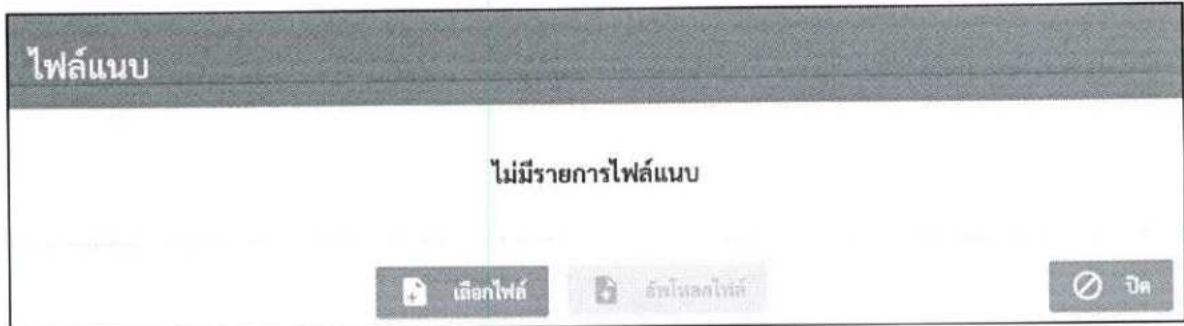 ไฟล์แนบ
ไม่มีรายการไฟล์แนบ
เลือกไฟล์ อัพโหลดไฟล์ ปิด